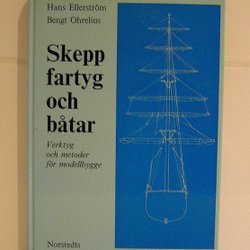 Hans Ellerström
Bengt Ohrelius
Skepp
fartyg
och
båtar
Verktyg
och metoder
för modellbygge
Norstedts